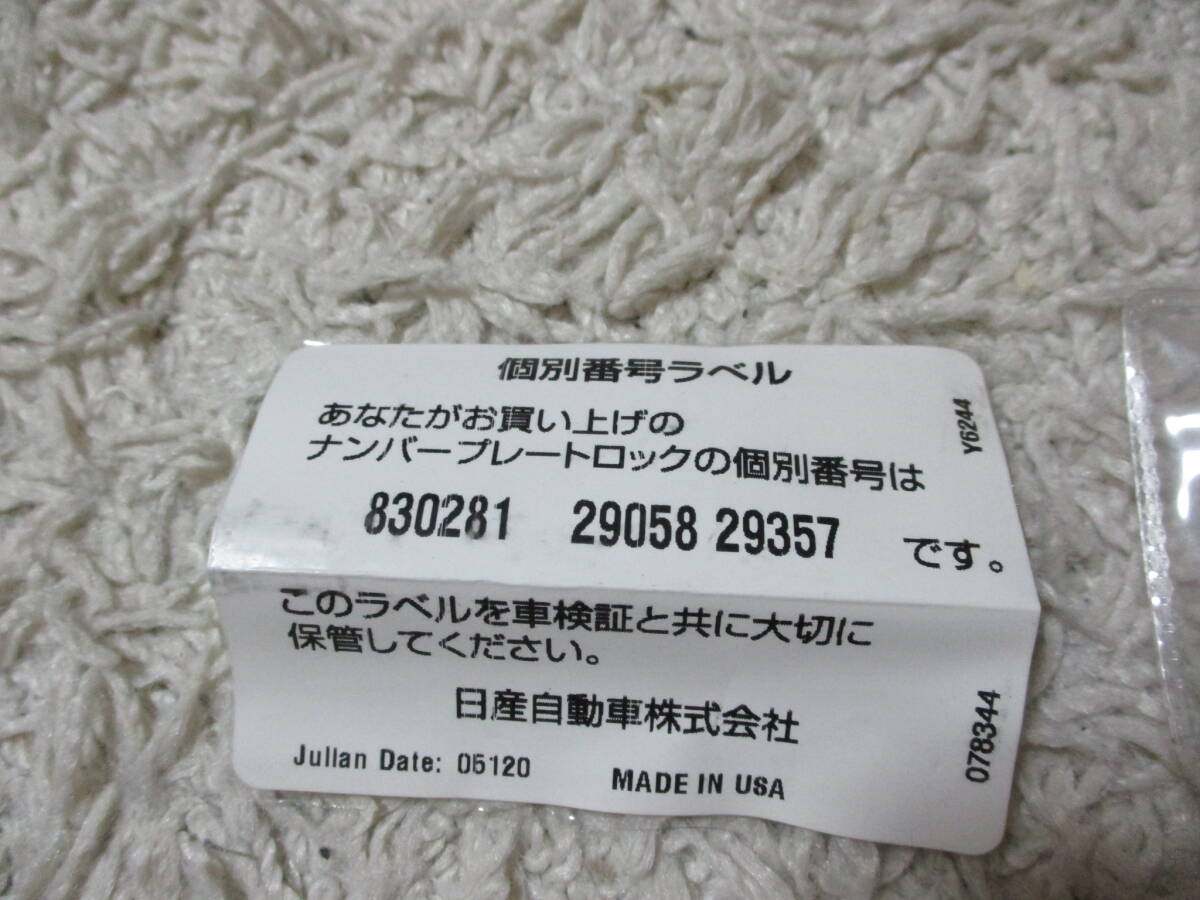 個別番号ラベル
あなたがお買い上げの
ナンバープレートロックの個別番号は
830281 29058 29357 です。
このラベルを車検証と共に大切に
保管してください。
日産自動車株式会社
Julian Date: 05120 MADE IN USA
Y6244
078344